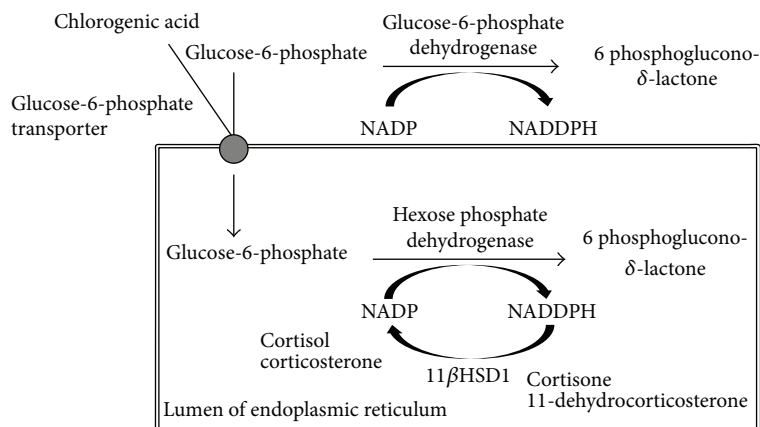 Chlorogenic acid
Glucose-6-phosphate
Glucose-6-phosphate
dehydrogenase
6 phosphoglucono-
δ-lactone
Glucose-6-phosphate
transporter
NADP
NADDPH
Glucose-6-phosphate
Hexose phosphate
dehydrogenase
6 phosphoglucono-
δ-lactone
NADP
NADDPH
Cortisol
corticosterone
11βHSD1
Cortisone
11-dehydrocorticosterone
Lumen of endoplasmic reticulum